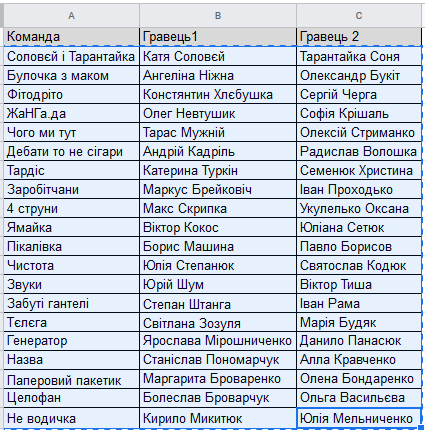 A B C
Команда Гравець1 Гравець 2
Соловєй і Тарантайка Катя Соловєй Тарантайка Соня
Булочка з маком Ангеліна Ніжна Олександр Букіт
Фітодріто Констянтин Хлєбушка Сергій Черга
ЖаНГа.да Олег Невтушик Софія Крішаль
Чого ми тут Тарас Мужній Олексій Стриманко
Дебати то не сігари Андрій Кадріль Радислав Волошка
Тардіс Катерина Туркін Семенюк Христина
Заробітчани Маркус Брейковіч Іван Проходько
4 струни Макс Скрипка Укулелько Оксана
Ямайка Віктор Кокос Юліана Сетюк
Пікалівка Борис Машина Павло Борисов
Чистота Юлія Степанюк Святослав Кодюк
Звуки Юрій Шум Віктор Тиша
Забуті гантелі Степан Штанга Іван Рама
Тєлєга Світлана Зозуля Марія Будяк
Генератор Ярослава Мірошниченко Данило Панасюк
Назва Станіслав Пономарчук Алла Кравченко
Паперовий пакетик Маргарита Броваренко Олена Бондаренко
Целофан Болеслав Броварчук Ольга Васильєва
Не водичка Кирило Микитюк Юлія Мельниченко